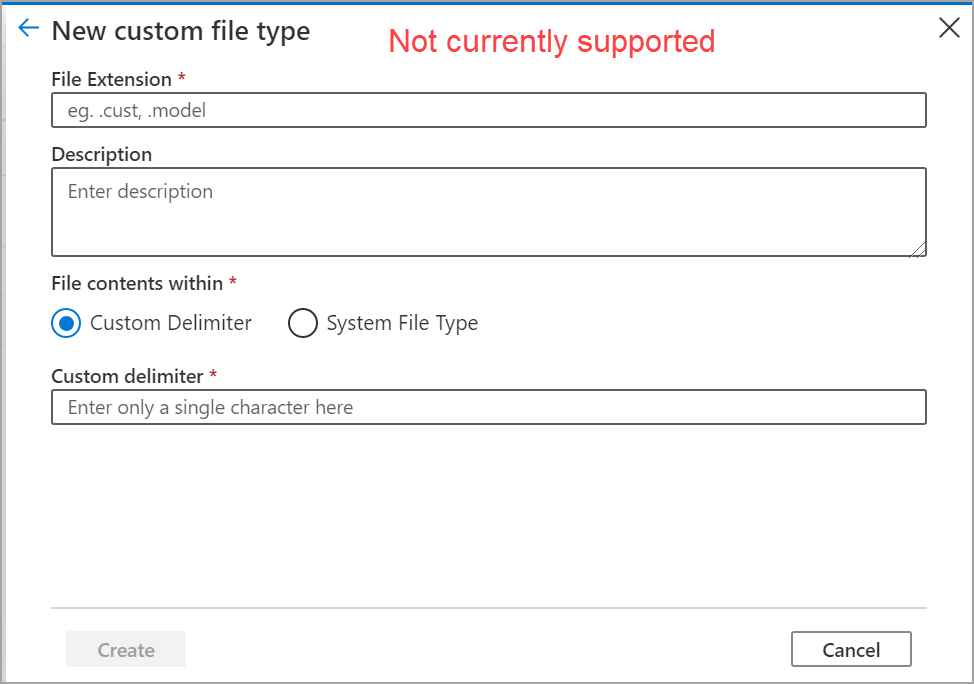 New custom file type
Not currently supported
File Extension *
eg. .cust, .model
Description
Enter description
File contents within *
Custom Delimiter
System File Type
Custom delimiter *
Enter only a single character here
Create
Cancel